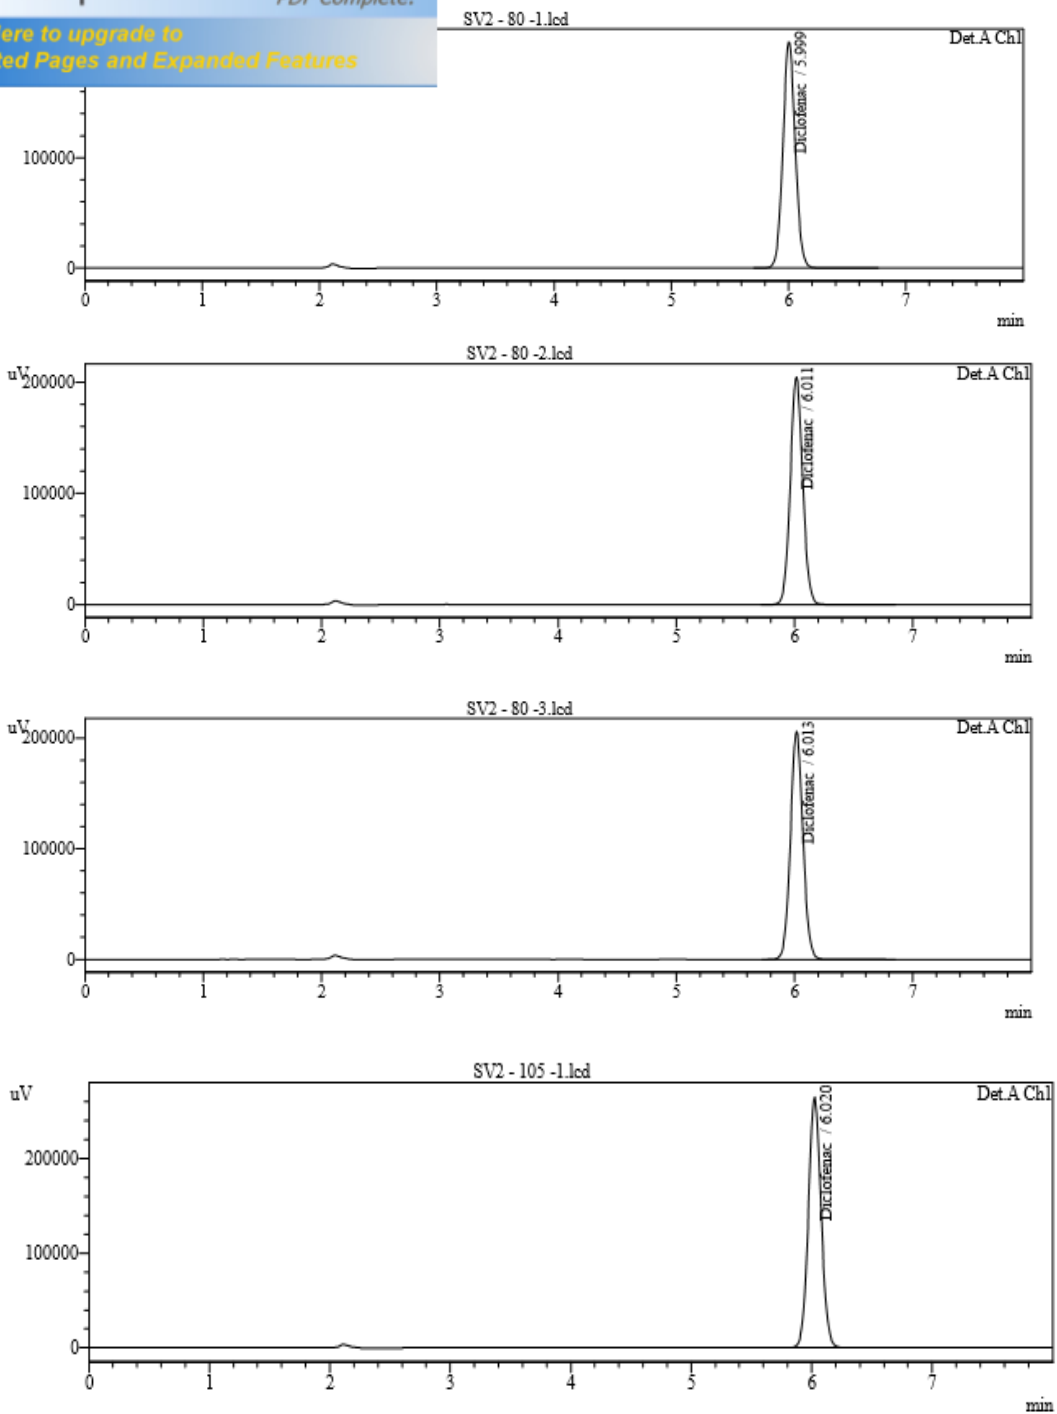 PDF Complete.
ere to upgrade to
ted Pages and Expanded Features
SV2 - 80 -1.lcd
Det.A Ch1
Diclofenac / 5.999
100000
0
0 1 2 3 4 5 6 7
min
SV2 - 80 -2.lcd
uV
Det.A Ch1
200000
Diclofenac / 6.011
100000
0
0 1 2 3 4 5 6 7
min
SV2 - 80 -3.lcd
uV
Det.A Ch1
200000
Diclofenac / 6.013
100000
0
0 1 2 3 4 5 6 7
min
SV2 - 105 -1.lcd
uV
Det.A Ch1
Diclofenac / 6.020
200000
100000
0
0 1 2 3 4 5 6 7
min